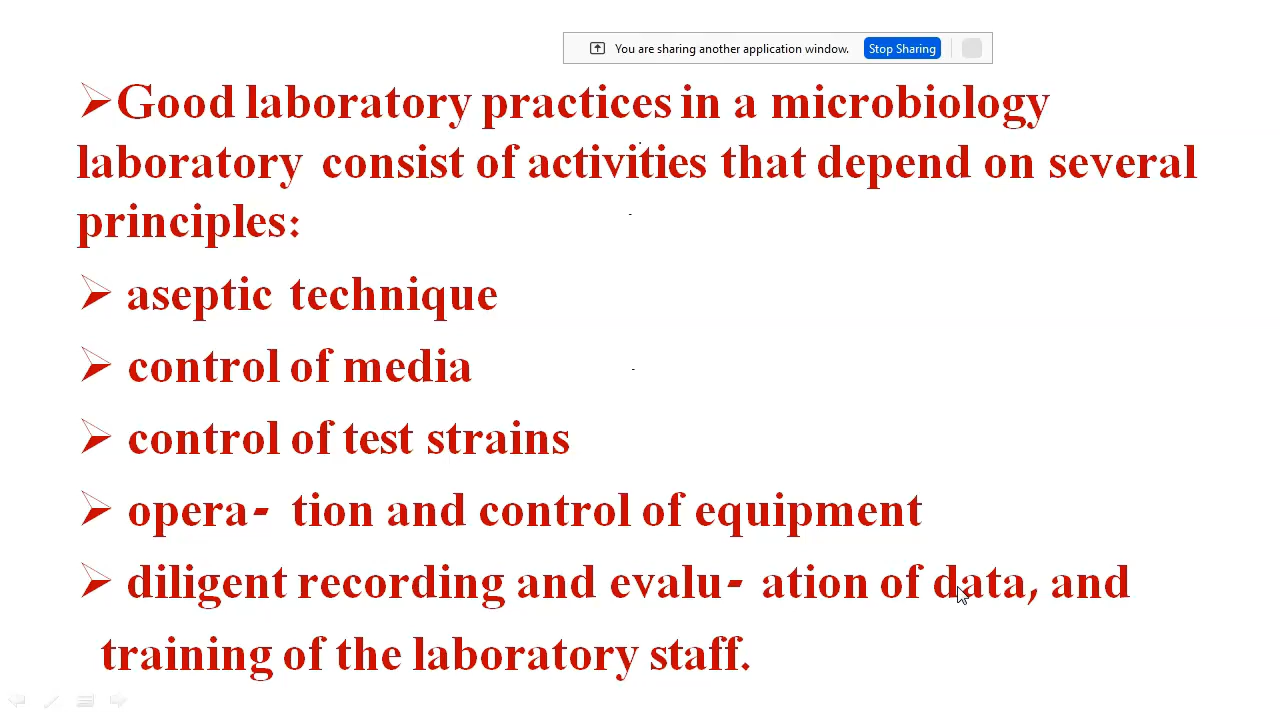 You are sharing another application window. Stop Sharing
➢Good laboratory practices in a microbiology
laboratory consist of activities that depend on several
principles:
➢ aseptic technique
➢ control of media
➢ control of test strains
➢ opera- tion and control of equipment
➢ diligent recording and evalu- ation of data, and
training of the laboratory staff.